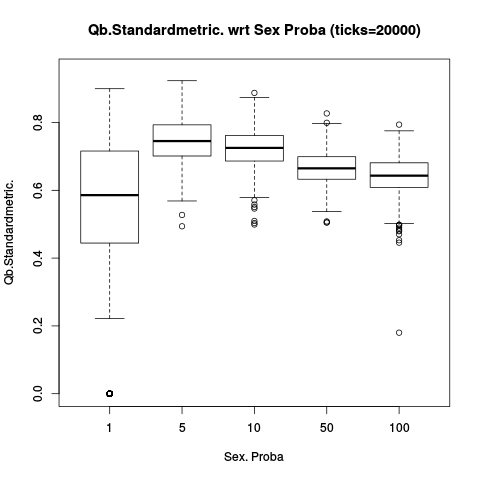 Qb.Standardmetric. wrt Sex Proba (ticks=20000)
Qb.Standardmetric.
0.8
0.6
0.4
0.2
0.0
1 5 10 50 100
Sex. Proba